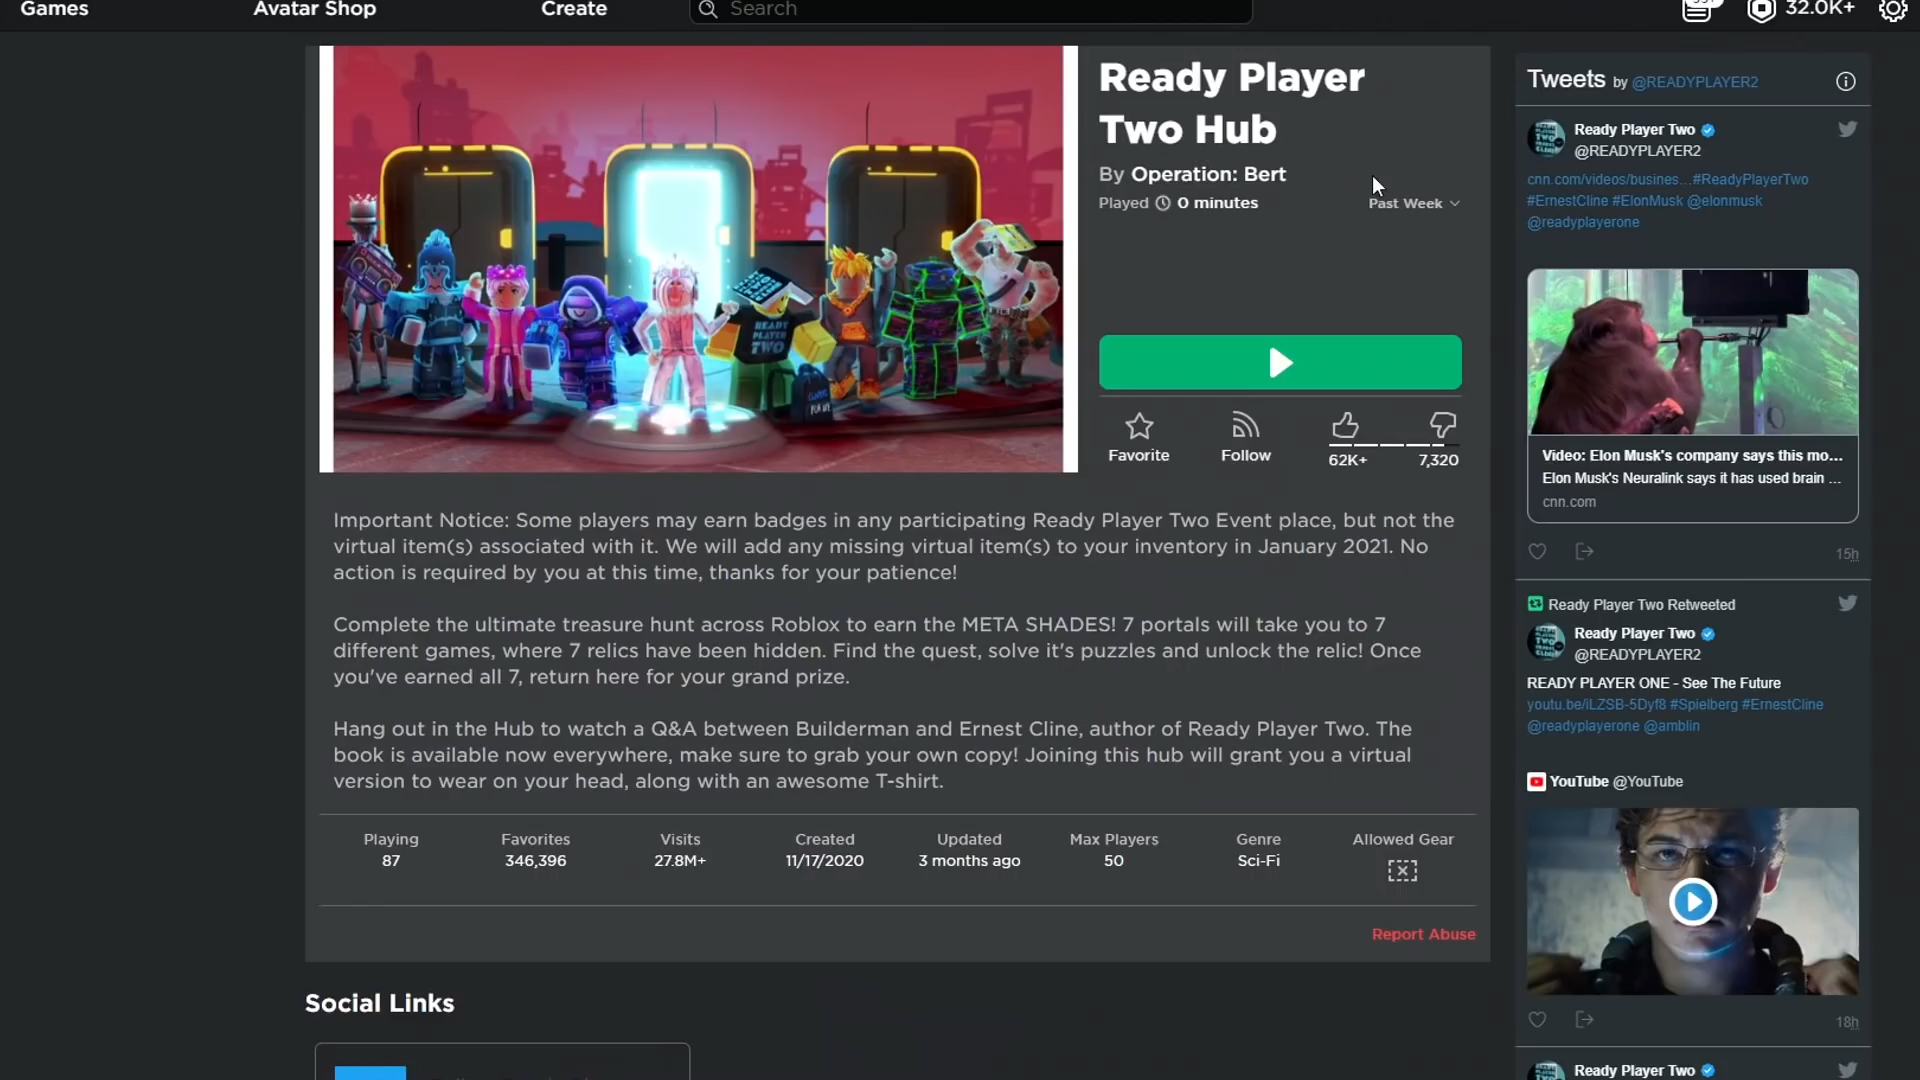 Games
Avatar Shop
Create
Search
32.0K+
READY
PLAYER
TWO
Ready Player
Two Hub
By Operation: Bert
Played 0 minutes
Past Week
Favorite
Follow
62K+
7,320
Important Notice: Some players may earn badges in any participating Ready Player Two Event place, but not the
virtual item(s) associated with it. We will add any missing virtual item(s) to your inventory in January 2021. No
action is required by you at this time, thanks for your patience!
Complete the ultimate treasure hunt across Roblox to earn the META SHADES! 7 portals will take you to 7
different games, where 7 relics have been hidden. Find the quest, solve it's puzzles and unlock the relic! Once
you've earned all 7, return here for your grand prize.
Hang out in the Hub to watch a Q&A between Builderman and Ernest Cline, author of Ready Player Two. The
book is available now everywhere, make sure to grab your own copy! Joining this hub will grant you a virtual
version to wear on your head, along with an awesome T-shirt.
Playing
87
Favorites
346,396
Visits
27.8M+
Created
11/17/2020
Updated
3 months ago
Max Players
50
Genre
Sci-Fi
Allowed Gear
Report Abuse
Social Links
Tweets by @READYPLAYER2
Ready Player Two
@READYPLAYER2
cnn.com/videos/busines…#ReadyPlayerTwo
#ErnestCline #ElonMusk @elonmusk
@readyplayerone
Video: Elon Musk's company says this mo...
Elon Musk's Neuralink says it has used brain ...
cnn.com
15h
Ready Player Two Retweeted
Ready Player Two
@READYPLAYER2
READY PLAYER ONE - See The Future
youtu.be/iLZSB-5Dyf8 #Spielberg #ErnestCline
@readyplayerone @amblin
YouTube @YouTube
18h
Ready Player Two